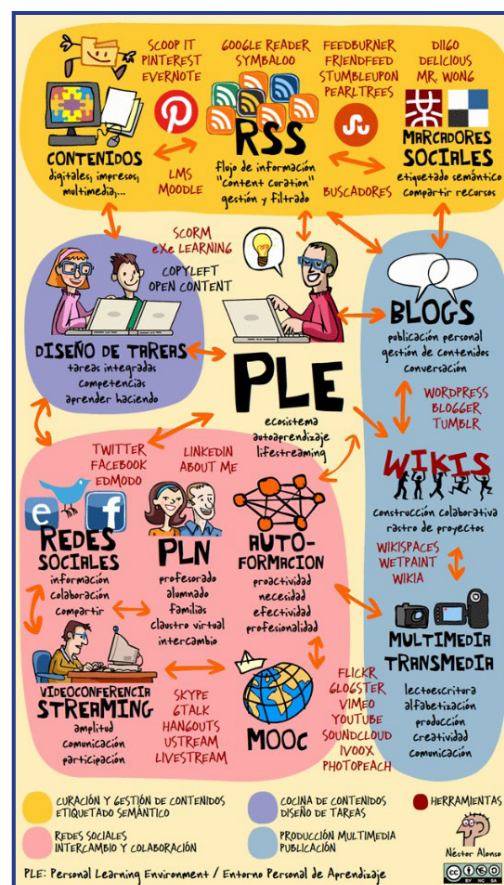 SCOOP IT
PINTEREST
EVERNOTE
GOOGLE READER
SYMBALOO
FEEDBURNER
FRIENDFEED
STUMBLEUPON
PEARLTREES
DIIGO
DELICIOUS
MR. WONG
CONTENIDOS
digitales, impresos,
multimedia,...
LMS
MOODLE
RSS
flujo de información
"content curation"
gestión y filtrado
BUSCADORES
MARCADORES
SOCIALES
etiquetado semántico
compartir recursos
SCORM
eXe LEARNING
COPYLEFT
OPEN CONTENT
DISEÑO DE TAREAS
tareas integradas
competencias
aprender haciendo
PLE
ecosistema
autoaprendizaje
lifestreaming
BLOGS
publicación personal
gestión de contenidos
conversación
WORDPRESS
BLOGGER
TUMBLR
WIKIS
construcción colaborativa
rastro de proyectos
WIKISPACES
WETPAINT
WIKIA
TWITTER
FACEBOOK
EDMODO
LINKEDIN
ABOUT ME
e
f
REDES
SOCIALES
información
colaboración
compartir
PLN
profesorado
alumnado
familias
claustro virtual
intercambio
AUTO-
FORMACION
proactividad
necesidad
efectividad
profesionalidad
MULTIMEDIA
TRANSMEDIA
lectoescritura
alfabetización
producción
creatividad
comunicación
VIDEOCONFERENCIA
STREAMING
amplitud
comunicación
participación
SKYPE
GTALK
HANGOUTS
USTREAM
LIVESTREAM
MOOC
FLICKR
GLOGSTER
VIMEO
YOUTUBE
SOUNDCLOUD
IVOOX
PHOTOPEACH
CURACIÓN Y GESTIÓN DE CONTENIDOS
ETIQUETADO SEMÁNTICO
COCINA DE CONTENIDOS
DISEÑO DE TAREAS
HERRAMIENTAS
REDES SOCIALES
INTERCAMBIO Y COLABORACIÓN
PRODUCCIÓN MULTIMEDIA
PUBLICACIÓN
Néstor Alonso
PLE: Personal Learning Environment / Entorno Personal de Aprendizaje
CC BY NC SA